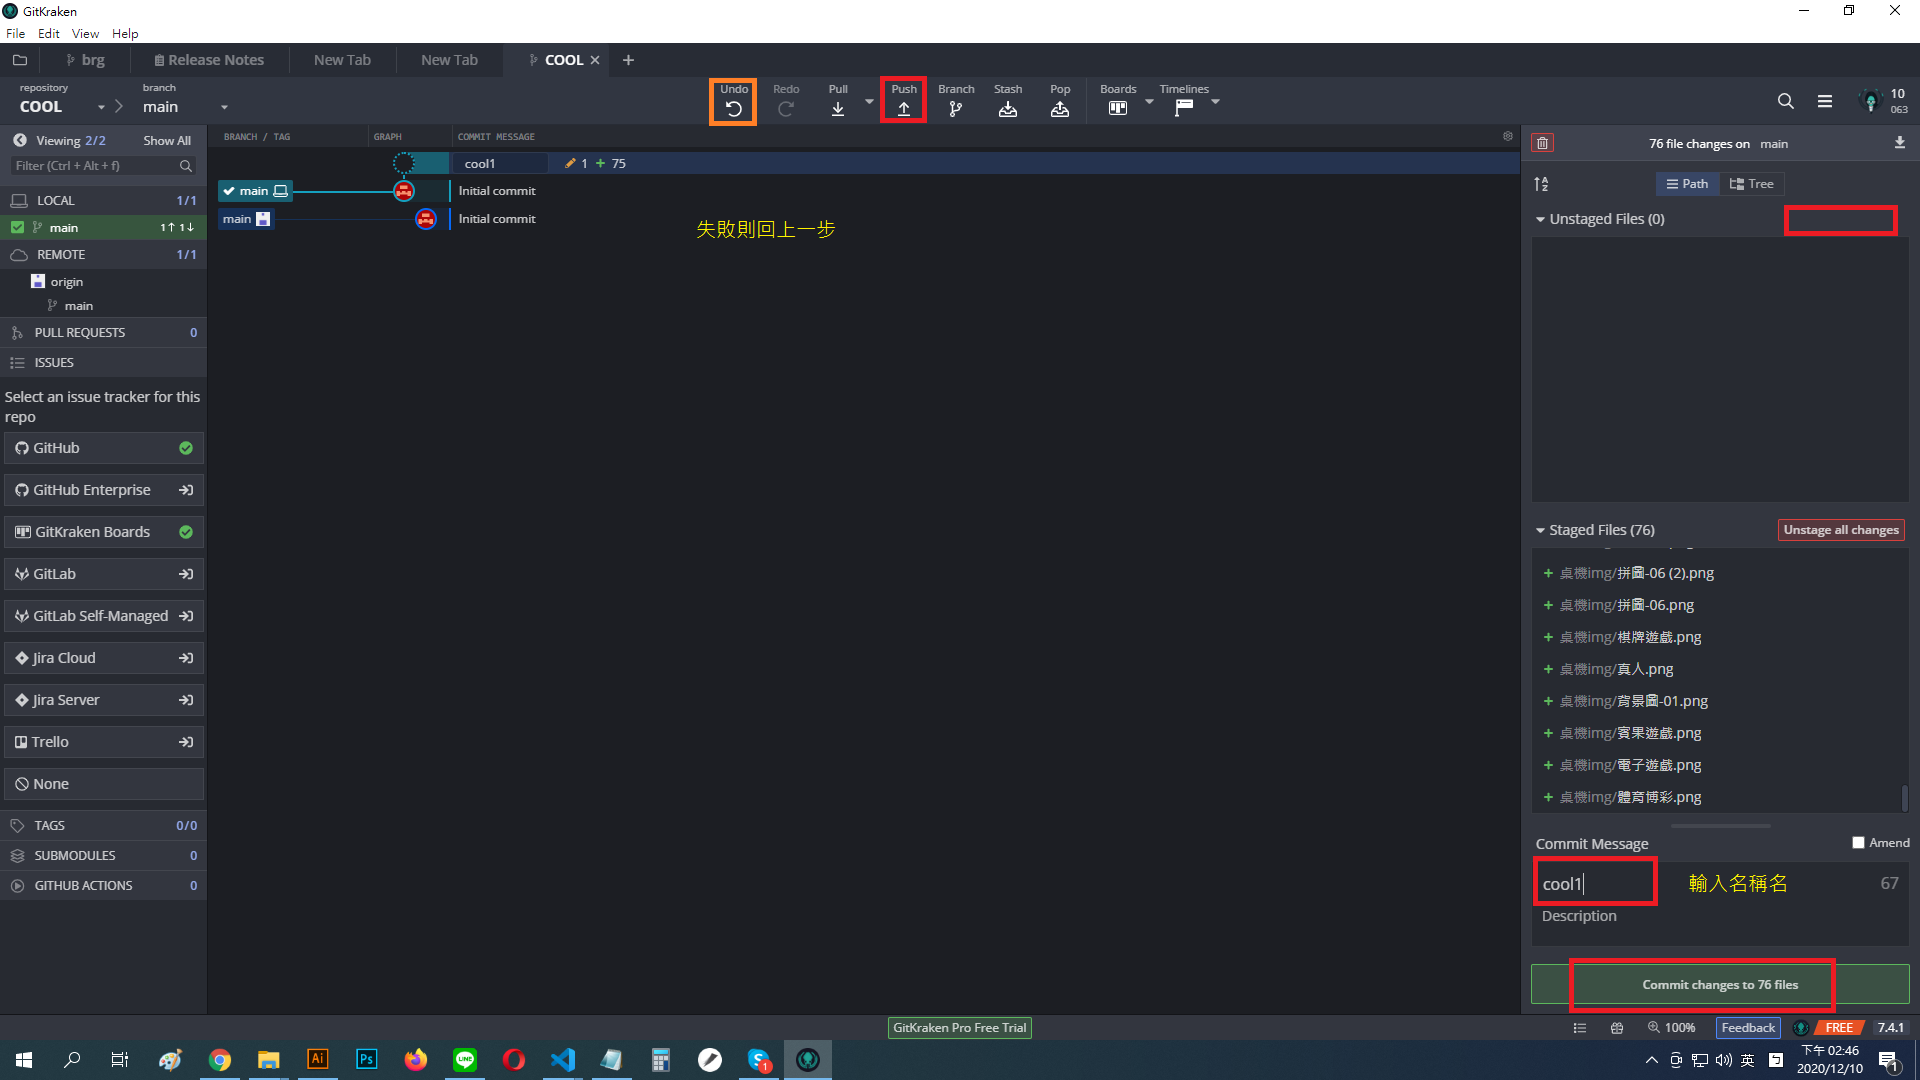 GitKraken
File Edit View Help
brg
Release Notes
New Tab
New Tab
COOL
repository
COOL
branch
main
Undo
Redo
Pull
Push
Branch
Stash
Pop
Boards
Timelines
10
063
Viewing 2/2
Show All
Filter (Ctrl + Alt + f)
LOCAL 1/1
main 1↑ 1↓
REMOTE 1/1
origin
main
PULL REQUESTS 0
ISSUES
Select an issue tracker for this
repo
GitHub
GitHub Enterprise
GitKraken Boards
GitLab
GitLab Self-Managed
Jira Cloud
Jira Server
Trello
None
TAGS 0/0
SUBMODULES 0
GITHUB ACTIONS 0
BRANCH / TAG
GRAPH
COMMIT MESSAGE
cool1 1 + 75
main Initial commit
main Initial commit
失敗則回上一步
76 file changes on main
Path
Tree
Unstaged Files (0)
Staged Files (76)
Unstage all changes
+ 桌機img/拼圖-06 (2).png
+ 桌機img/拼圖-06.png
+ 桌機img/棋牌遊戲.png
+ 桌機img/真人.png
+ 桌機img/背景圖-01.png
+ 桌機img/賓果遊戲.png
+ 桌機img/電子遊戲.png
+ 桌機img/體育博彩.png
Commit Message
Amend
cool1
輸入名稱名
67
Description
Commit changes to 76 files
GitKraken Pro Free Trial
100%
Feedback
FREE
7.4.1
Ai
Ps
LINE
1
英
下午 02:46
2020/12/10
1